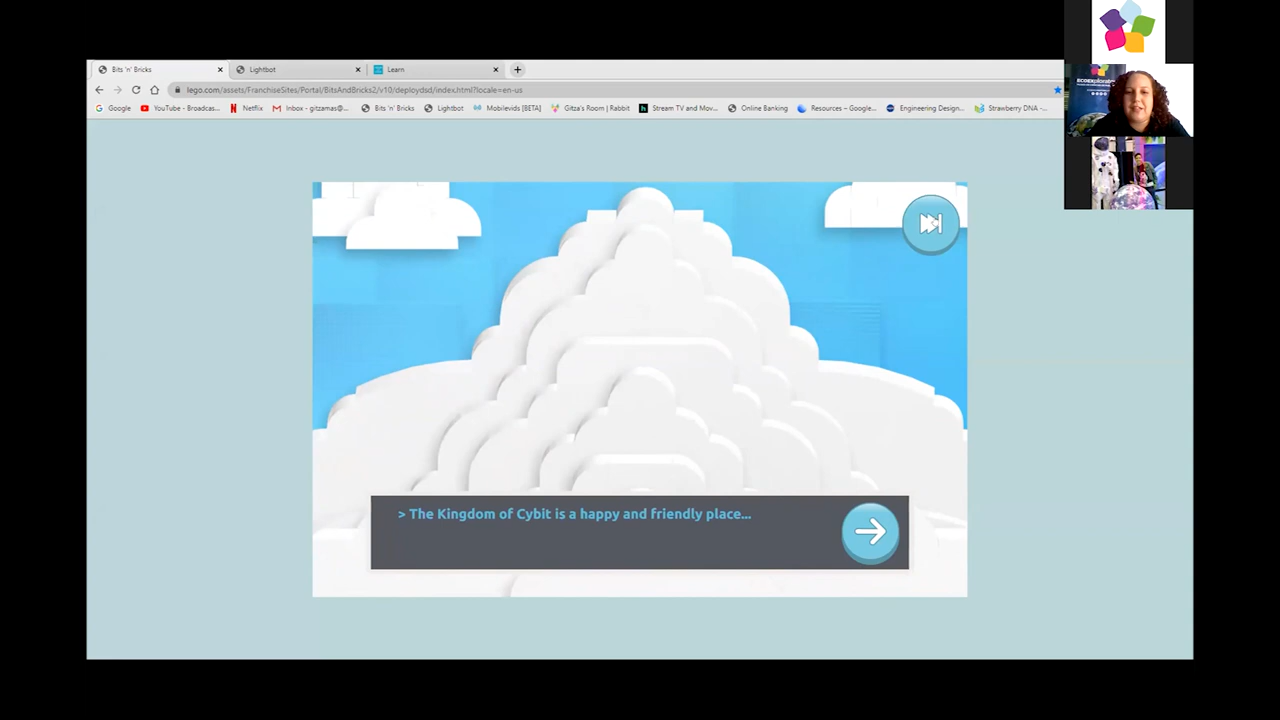 Bits 'n' Bricks
Lightbot
Learn
lego.com/assets/FranchiseSites/Portal/BitsAndBricks2/v10/deploydsd/index.html?locale=en-us
Google
YouTube - Broadcas...
Netflix
Inbox - gitzamas...
Bits 'n' Bricks
Lightbot
Mobilevids [BETA]
Gitza's Room | Rabbit
Stream TV and Mov...
Online Banking
Resources – Google...
Engineering Design...
Strawberry DNA -...
> The Kingdom of Cybit is a happy and friendly place...